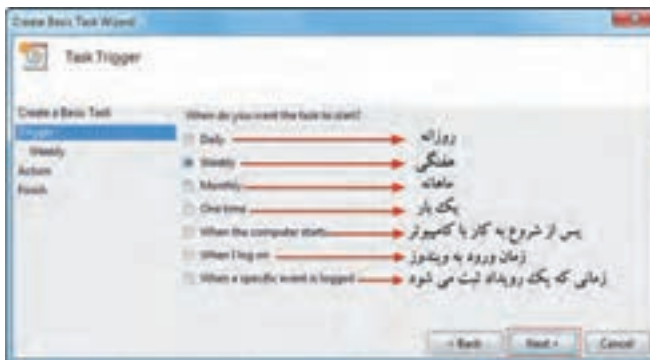 Create Basic Task Wizard
Task Trigger
Create a Basic Task
Trigger
Weekly
Action
Finish
When do you want the task to start?
Daily روزانه
Weekly هفتگی
Monthly ماهانه
One time یک بار
When the computer starts پس از شروع به کار با کامپیوتر
When I log on زمان ورود به ویندوز
When a specific event is logged زمانی که یک رویداد ثبت می شود
< Back Next > Cancel